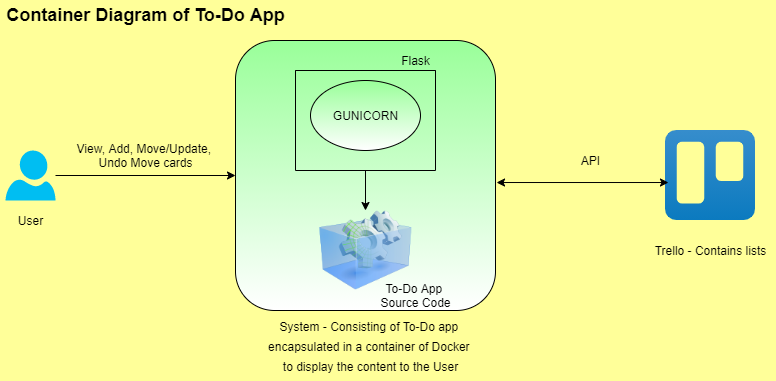 Container Diagram of To-Do App
Flask
GUNICORN
View, Add, Move/Update,
Undo Move cards
API
User
Trello - Contains lists
To-Do App
Source Code
System - Consisting of To-Do app
encapsulated in a container of Docker
to display the content to the User